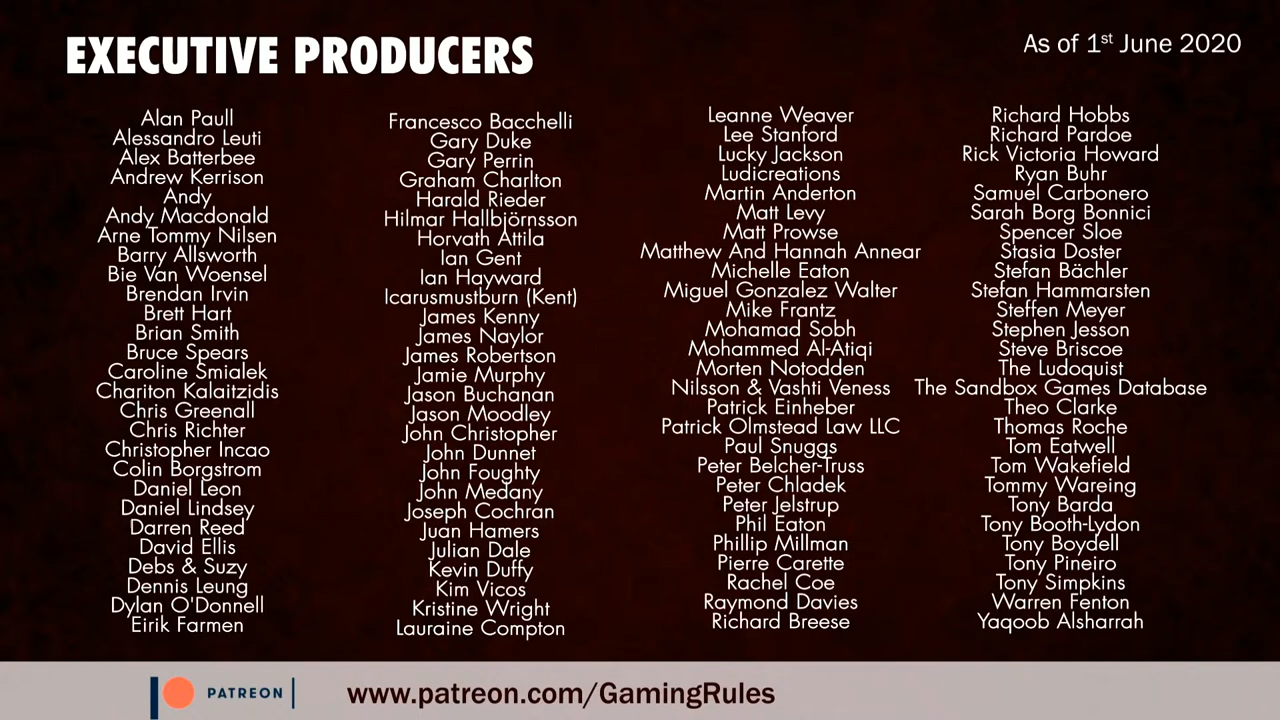 EXECUTIVE PRODUCERS
As of 1st June 2020
Alan Paull
Alessandro Leuti
Alex Batterbee
Andrew Kerrison
Andy
Andy Macdonald
Arne Tommy Nilsen
Barry Allsworth
Bie Van Woensel
Brendan Irvin
Brett Hart
Brian Smith
Bruce Spears
Caroline Smialek
Chariton Kalaitzidis
Chris Greenall
Chris Richter
Christopher Incao
Colin Borgstrom
Daniel Leon
Daniel Lindsey
Darren Reed
David Ellis
Debs & Suzy
Dennis Leung
Dylan O'Donnell
Eirik Farmen
Francesco Bacchelli
Gary Duke
Gary Perrin
Graham Charlton
Harald Rieder
Hilmar Hallbjörnsson
Horvath Attila
Ian Gent
Ian Hayward
Icarusmustburn (Kent)
James Kenny
James Naylor
James Robertson
Jamie Murphy
Jason Buchanan
Jason Moodley
John Christopher
John Dunnet
John Foughty
John Medany
Joseph Cochran
Juan Hamers
Julian Dale
Kevin Duffy
Kim Vicos
Kristine Wright
Lauraine Compton
Leanne Weaver
Lee Stanford
Lucky Jackson
Ludicreations
Martin Anderton
Matt Levy
Matt Prowse
Matthew And Hannah Annear
Michelle Eaton
Miguel Gonzalez Walter
Mike Frantz
Mohamad Sobh
Mohammed Al-Atiqi
Morten Notodden
Nilsson & Vashti Veness
Patrick Einheber
Patrick Olmstead Law LLC
Paul Snuggs
Peter Belcher-Truss
Peter Chladek
Peter Jelstrup
Phil Eaton
Phillip Millman
Pierre Carette
Rachel Coe
Raymond Davies
Richard Breese
Richard Hobbs
Richard Pardoe
Rick Victoria Howard
Ryan Buhr
Samuel Carbonero
Sarah Borg Bonnici
Spencer Sloe
Stasia Doster
Stefan Bächler
Stefan Hammarsten
Steffen Meyer
Stephen Jesson
Steve Briscoe
The Ludoquist
The Sandbox Games Database
Theo Clarke
Thomas Roche
Tom Eatwell
Tom Wakefield
Tommy Wareing
Tony Barda
Tony Booth-Lydon
Tony Boydell
Tony Pineiro
Tony Simpkins
Warren Fenton
Yaqoob Alsharrah
PATREON
www.patreon.com/GamingRules